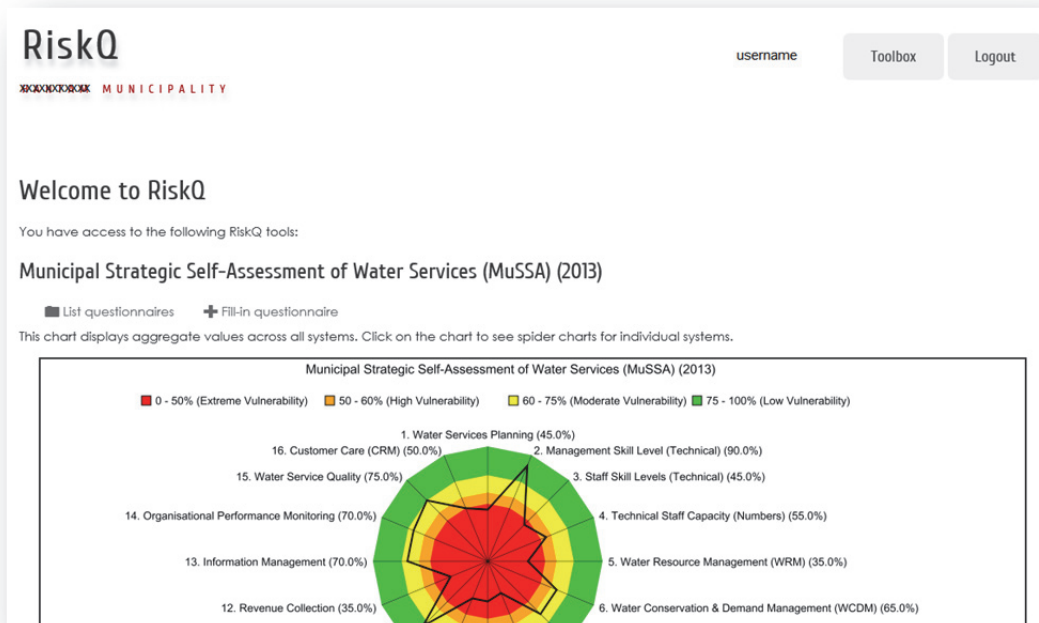 RiskQ
username
Toolbox
Logout
MUNICIPALITY
Welcome to RiskQ
You have access to the following RiskQ tools:
Municipal Strategic Self-Assessment of Water Services (MuSSA) (2013)
List questionnaires
Fill-in questionnaire
This chart displays aggregate values across all systems. Click on the chart to see spider charts for individual systems.
Municipal Strategic Self-Assessment of Water Services (MuSSA) (2013)
0 - 50% (Extreme Vulnerability)
50 - 60% (High Vulnerability)
60 - 75% (Moderate Vulnerability)
75 - 100% (Low Vulnerability)
1. Water Services Planning (45.0%)
16. Customer Care (CRM) (50.0%)
2. Management Skill Level (Technical) (90.0%)
15. Water Service Quality (75.0%)
3. Staff Skill Levels (Technical) (45.0%)
14. Organisational Performance Monitoring (70.0%)
4. Technical Staff Capacity (Numbers) (55.0%)
13. Information Management (70.0%)
5. Water Resource Management (WRM) (35.0%)
12. Revenue Collection (35.0%)
6. Water Conservation & Demand Management (WCDM) (65.0%)